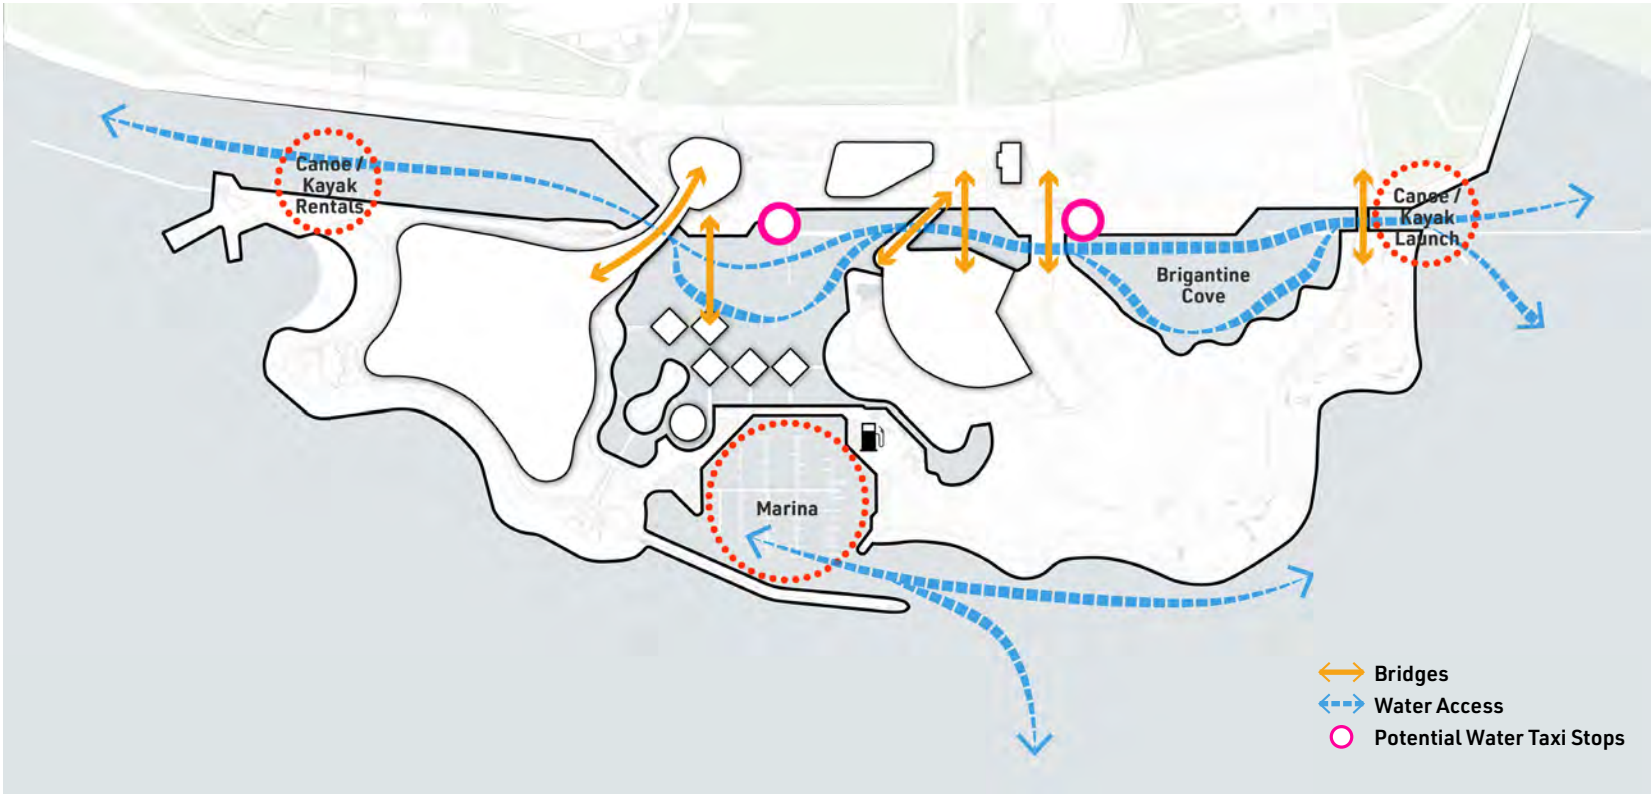 Canoe /
Kayak
Rentals
Canoe /
Kayak
Launch
Brigantine
Cove
Marina
Bridges
Water Access
Potential Water Taxi Stops